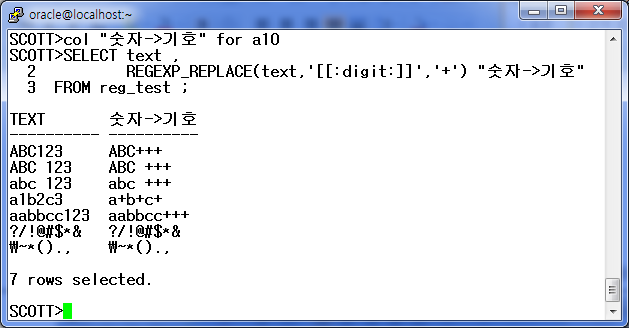 oracle@localhost:~
SCOTT>col "숫자->기호" for a10
SCOTT>SELECT text ,
2 REGEXP_REPLACE(text,'[[:digit:]]','+') "숫자->기호"
3 FROM reg_test ;
TEXT 숫자->기호
---------- ----------
ABC123 ABC+++
ABC 123 ABC +++
abc 123 abc +++
a1b2c3 a+b+c+
aabbcc123 aabbcc+++
?/!@#$*& ?/!@#$*&
₩~*()., ₩~*().,
7 rows selected.
SCOTT>